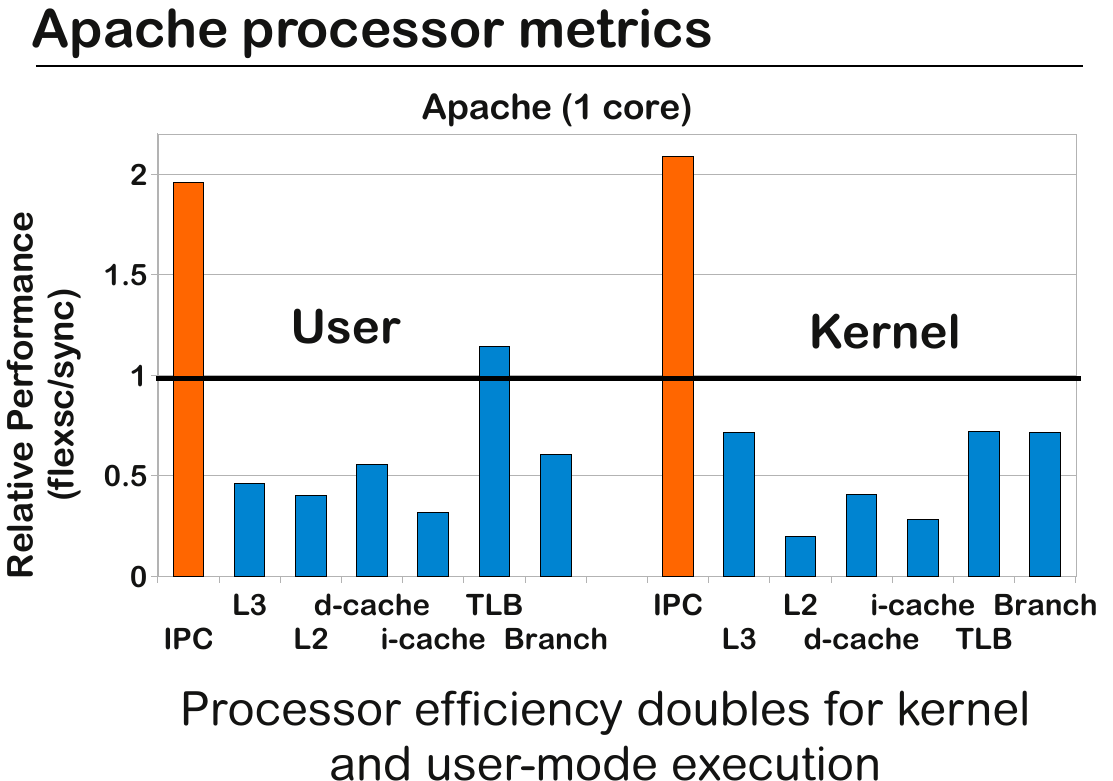 Apache processor metrics
Apache (1 core)
Relative Performance
(flexsc/sync)
2
1.5
1
0.5
0
User
Kernel
L3 d-cache TLB IPC L2 i-cache Branch
IPC L2 i-cache Branch L3 d-cache TLB
Processor efficiency doubles for kernel
and user-mode execution